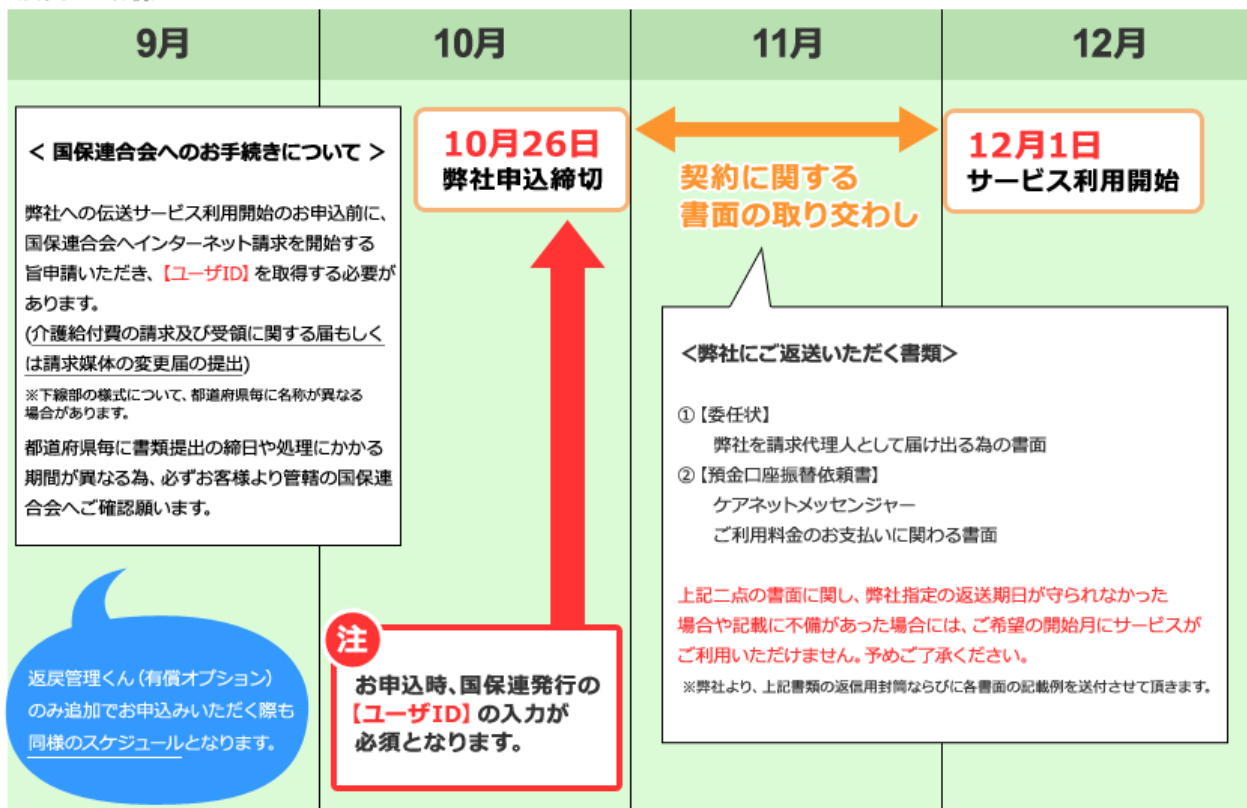 9月
10月
11月
12月
< 国保連合会へのお手続きについて >
弊社への伝送サービス利用開始のお申込前に、
国保連合会へインターネット請求を開始する
旨申請いただき、【ユーザID】を取得する必要が
あります。
(介護給付費の請求及び受領に関する届もしく
は請求媒体の変更届の提出)
※下線部の様式について、都道府県毎に名称が異なる
場合があります。
都道府県毎に書類提出の締日や処理にかかる
期間が異なる為、必ずお客様より管轄の国保連
合会へご確認願います。
返戻管理くん(有償オプション)
のみ追加でお申込みいただく際も
同様のスケジュールとなります。
10月26日
弊社申込締切
注
お申込時、国保連発行の
【ユーザID】の入力が
必須となります。
契約に関する
書面の取り交わし
12月1日
サービス利用開始
<弊社にご返送いただく書類>
①【委任状】
弊社を請求代理人として届け出る為の書面
②【預金口座振替依頼書】
ケアネットメッセンジャー
ご利用料金のお支払いに関わる書面
上記二点の書面に関し、弊社指定の返送期日が守られなかった
場合や記載に不備があった場合には、ご希望の開始月にサービスが
ご利用いただけません。予めご了承ください。
※弊社より、上記書類の返信用封筒ならびに各書面の記載例を送付させて頂きます。